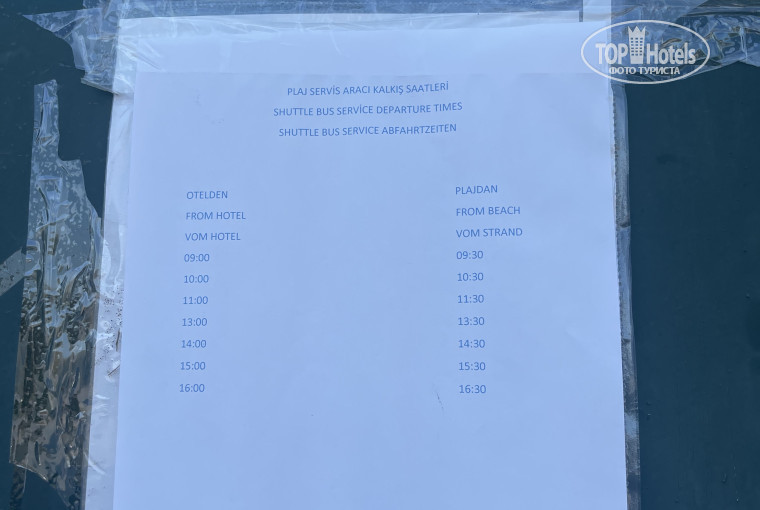 TOP Hotels
ФОТО ТУРИСТА
PLAJ SERVİS ARACI KALKIŞ SAATLERİ
SHUTTLE BUS SERVİCE DEPARTURE TIMES
SHUTTLE BUS SERVICE ABFAHRTZEITEN
OTELDEN PLAJDAN
FROM HOTEL FROM BEACH
VOM HOTEL VOM STRAND
09:00 09:30
10:00 10:30
11:00 11:30
13:00 13:30
14:00 14:30
15:00 15:30
16:00 16:30